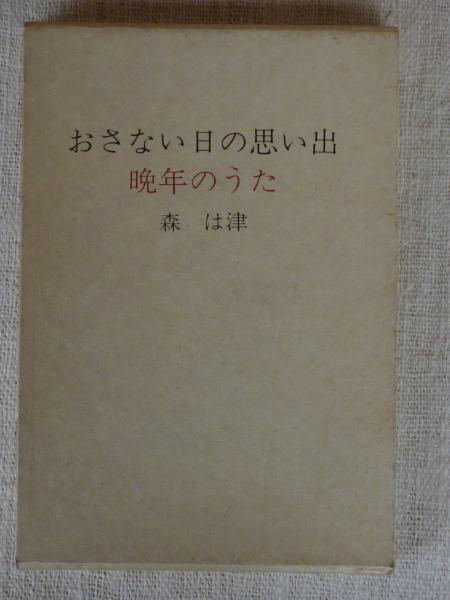 おさない日の思い出
晩年のうた
森 は津